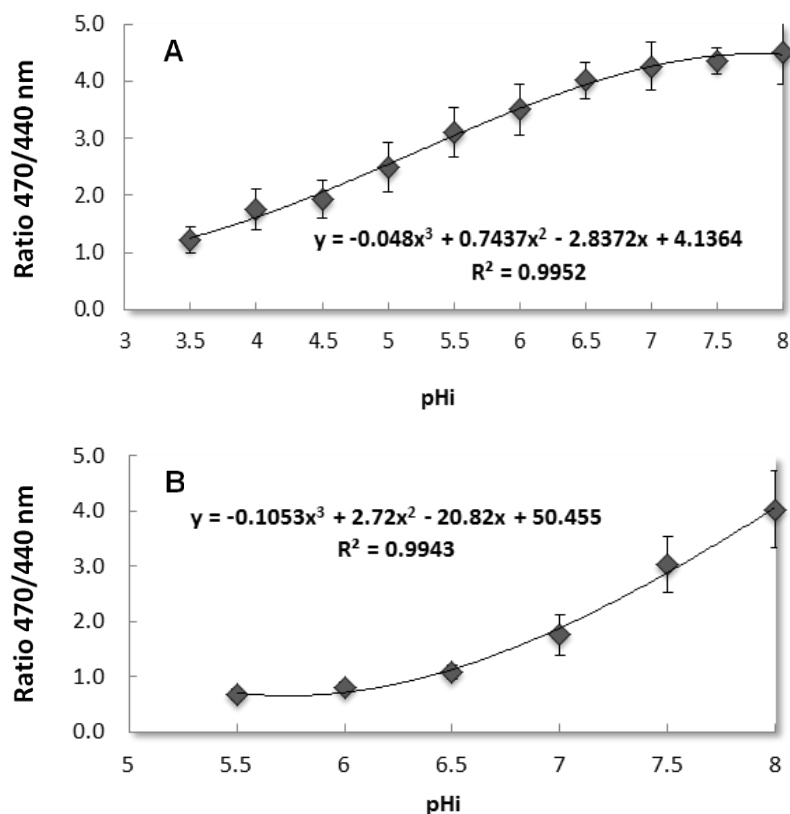 A
Ratio 470/440 nm
5.0
4.0
3.0
2.0
1.0
0.0
y = -0.048x³ + 0.7437x² - 2.8372x + 4.1364
R² = 0.9952
3 3.5 4 4.5 5 5.5 6 6.5 7 7.5 8
pHi
B
Ratio 470/440 nm
5.0
4.0
3.0
2.0
1.0
0.0
y = -0.1053x³ + 2.72x² - 20.82x + 50.455
R² = 0.9943
5 5.5 6 6.5 7 7.5 8
pHi